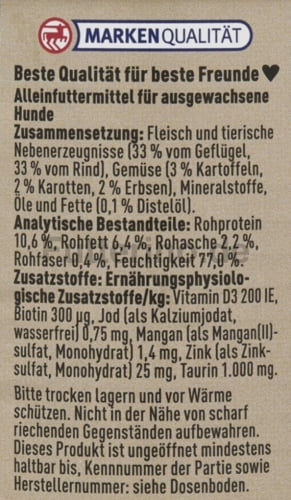 MARKENQUALITÄT
Beste Qualität für beste Freunde ♥
Alleinfuttermittel für ausgewachsene
Hunde
Zusammensetzung: Fleisch und tierische
Nebenerzeugnisse (33 % vom Geflügel,
33 % vom Rind), Gemüse (3 % Kartoffeln,
2 % Karotten, 2 % Erbsen), Mineralstoffe,
Öle und Fette (0,1 % Distelöl).
Analytische Bestandteile: Rohprotein
10,6 %, Rohfett 6,4 %, Rohasche 2,2 %,
Rohfaser 0,4 %, Feuchtigkeit 77,0 %.
Zusatzstoffe: Ernährungsphysiolo-
gische Zusatzstoffe/kg: Vitamin D3 200 IE,
Biotin 300 µg, Jod (als Kalziumjodat,
wasserfrei) 0,75 mg, Mangan (als Mangan(II)-
sulfat, Monohydrat) 1,4 mg, Zink (als Zink-
sulfat, Monohydrat) 25 mg, Taurin 1.000 mg.
Bitte trocken lagern und vor Wärme
schützen. Nicht in der Nähe von scharf
riechenden Gegenständen aufbewahren.
Dieses Produkt ist ungeöffnet mindestens
haltbar bis, Kennnummer der Partie sowie
Herstellernummer: siehe Dosenboden.